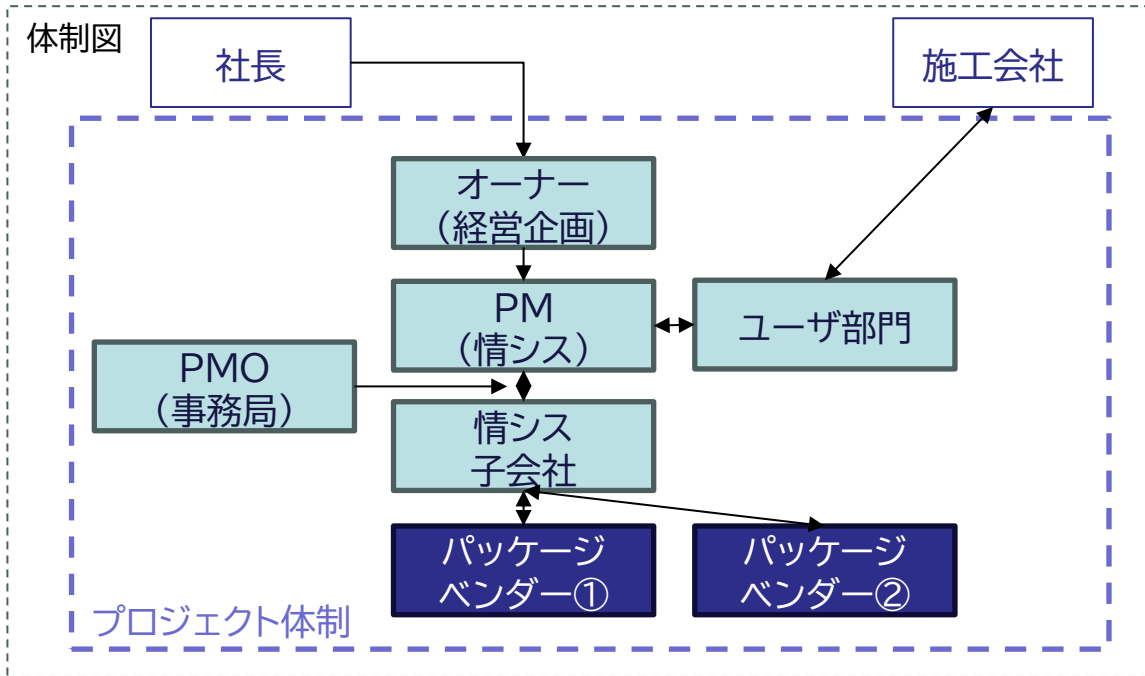 体制図
社長
施工会社
オーナー
（経営企画）
PM
（情シス）
ユーザ部門
PMO
（事務局）
情シス
子会社
パッケージ
ベンダー①
パッケージ
ベンダー②
プロジェクト体制